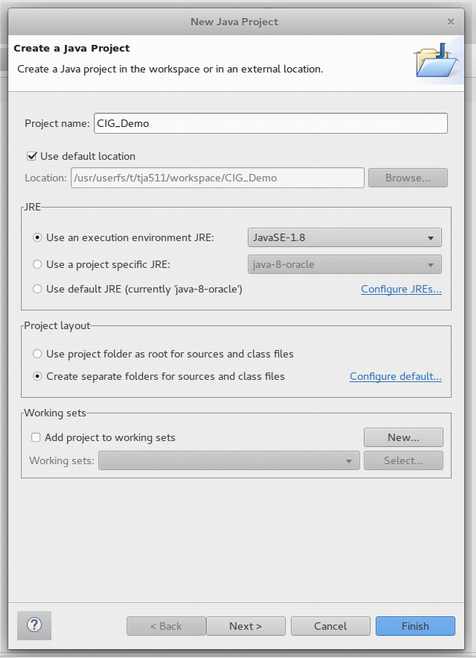 New Java Project
×
Create a Java Project
Create a Java project in the workspace or in an external location.
Project name: CIG_Demo
Use default location
Location: /usr/userfs/t/tja511/workspace/CIG_Demo Browse...
JRE
Use an execution environment JRE: JavaSE-1.8
Use a project specific JRE: java-8-oracle
Use default JRE (currently 'java-8-oracle') Configure JREs...
Project layout
Use project folder as root for sources and class files
Create separate folders for sources and class files Configure default...
Working sets
Add project to working sets New...
Working sets: Select...
? < Back Next > Cancel Finish